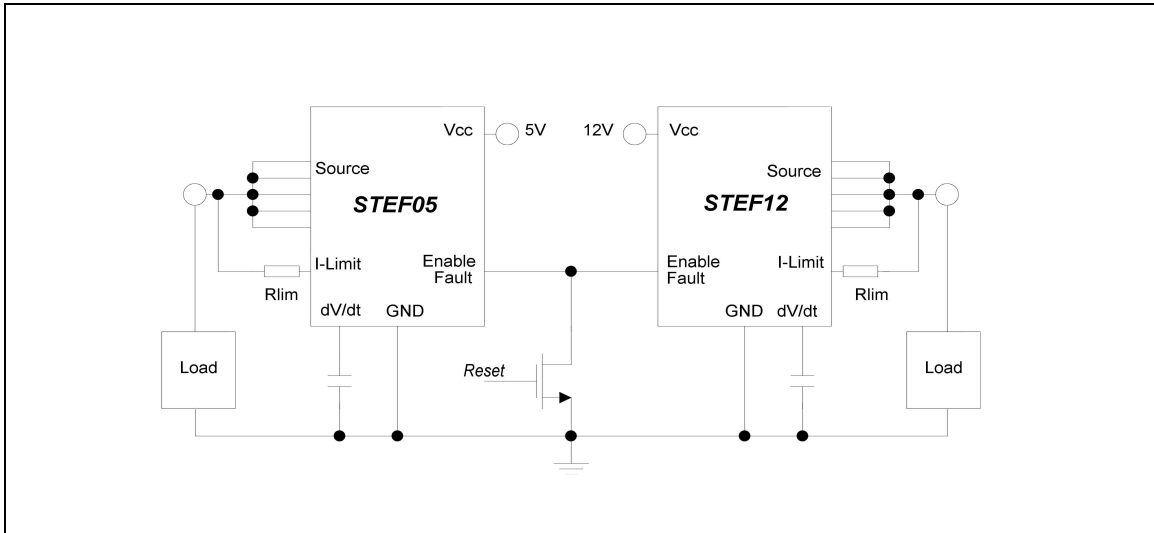 Vcc
5V
12V
Vcc
Source
Source
STEF05
STEF12
I-Limit
Enable
Fault
Enable
Fault
I-Limit
Rlim
Rlim
dV/dt
GND
GND
dV/dt
Load
Reset
Load